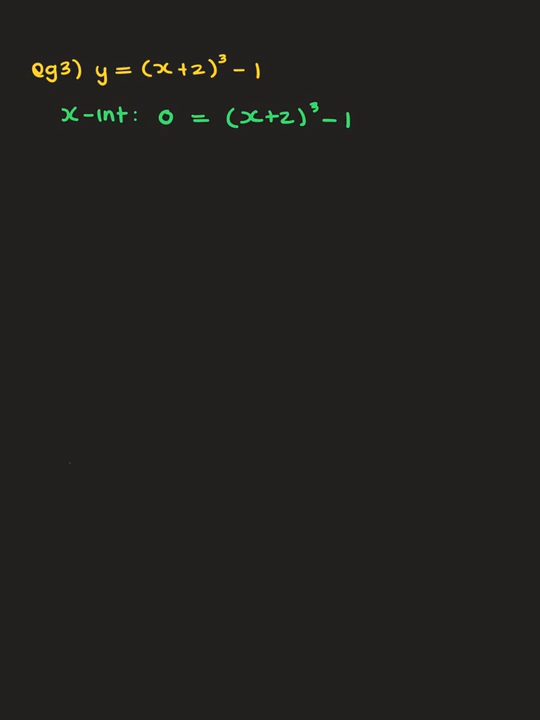 eg3) y = (x+2)³ - 1
x-int: 0 = (x+2)³ - 1